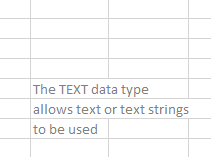 The TEXT data type
allows text or text strings
to be used